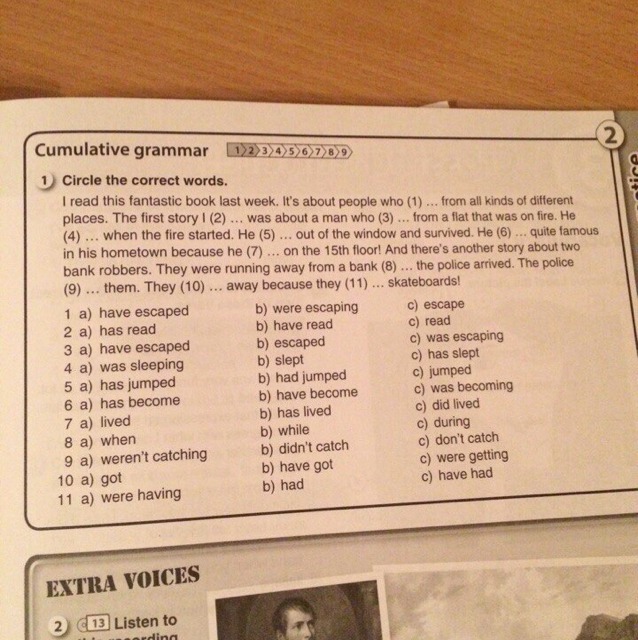 2
Cumulative grammar 1 2 3 4 5 6 7 8 9
1 Circle the correct words.
I read this fantastic book last week. It's about people who (1) ... from all kinds of different
places. The first story I (2) ... was about a man who (3) ... from a flat that was on fire. He
(4) ... when the fire started. He (5) ... out of the window and survived. He (6) ... quite famous
in his hometown because he (7) ... on the 15th floor! And there's another story about two
bank robbers. They were running away from a bank (8) ... the police arrived. The police
(9) ... them. They (10) ... away because they (11) ... skateboards!
1 a) have escaped b) were escaping c) escape
2 a) has read b) have read c) read
3 a) have escaped b) escaped c) was escaping
4 a) was sleeping b) slept c) has slept
5 a) has jumped b) had jumped c) jumped
6 a) has become b) have become c) was becoming
7 a) lived b) has lived c) did lived
8 a) when b) while c) during
9 a) weren't catching b) didn't catch c) don't catch
10 a) got b) have got c) were getting
11 a) were having b) had c) have had
EXTRA VOICES
2 13 Listen to
recording